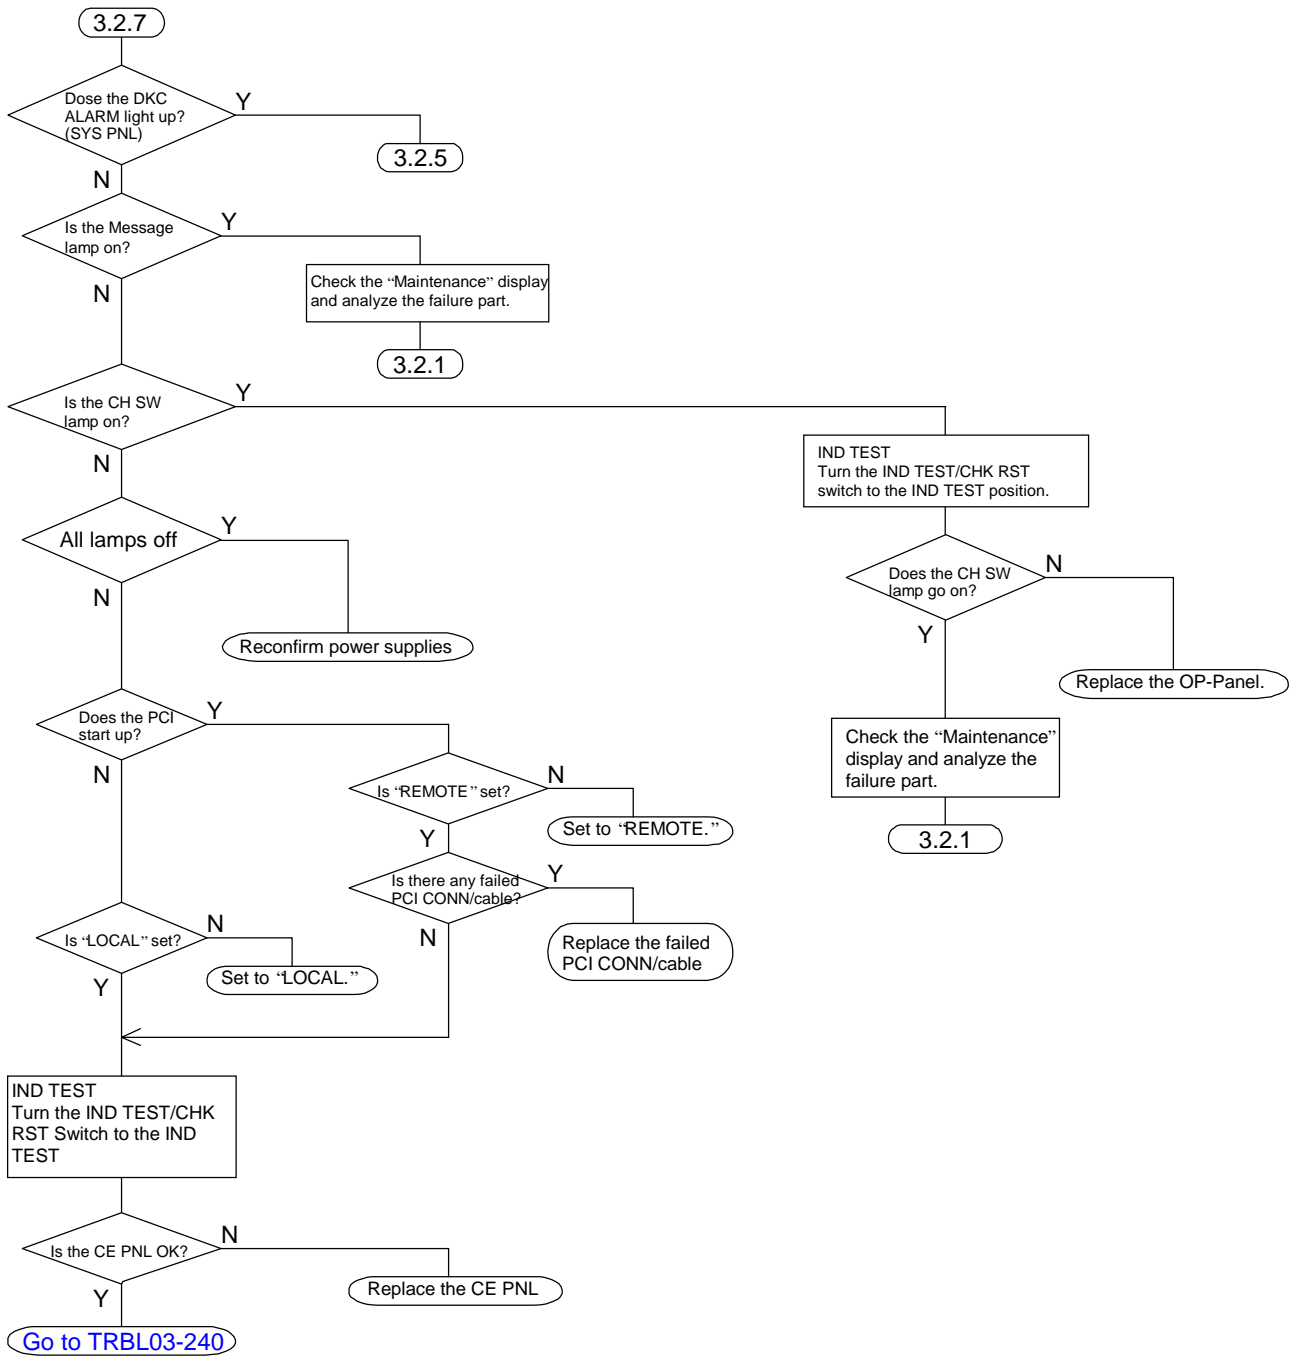 3.2.7
Dose the DKC
ALARM light up?
(SYS PNL)
Y
3.2.5
N
Is the Message
lamp on?
Y
Check the “Maintenance” display
and analyze the failure part.
3.2.1
N
Is the CH SW
lamp on?
Y
IND TEST
Turn the IND TEST/CHK RST
switch to the IND TEST position.
Does the CH SW
lamp go on?
N
Replace the OP-Panel.
Y
Check the “Maintenance”
display and analyze the
failure part.
3.2.1
N
All lamps off
Y
Reconfirm power supplies
N
Does the PCI
start up?
Y
Is “REMOTE” set?
N
Set to “REMOTE.”
Y
Is there any failed
PCI CONN/cable?
Y
Replace the failed
PCI CONN/cable
N
N
Is “LOCAL” set?
N
Set to “LOCAL.”
Y
IND TEST
Turn the IND TEST/CHK
RST Switch to the IND
TEST
Is the CE PNL OK?
N
Replace the CE PNL
Y
Go to TRBL03-240